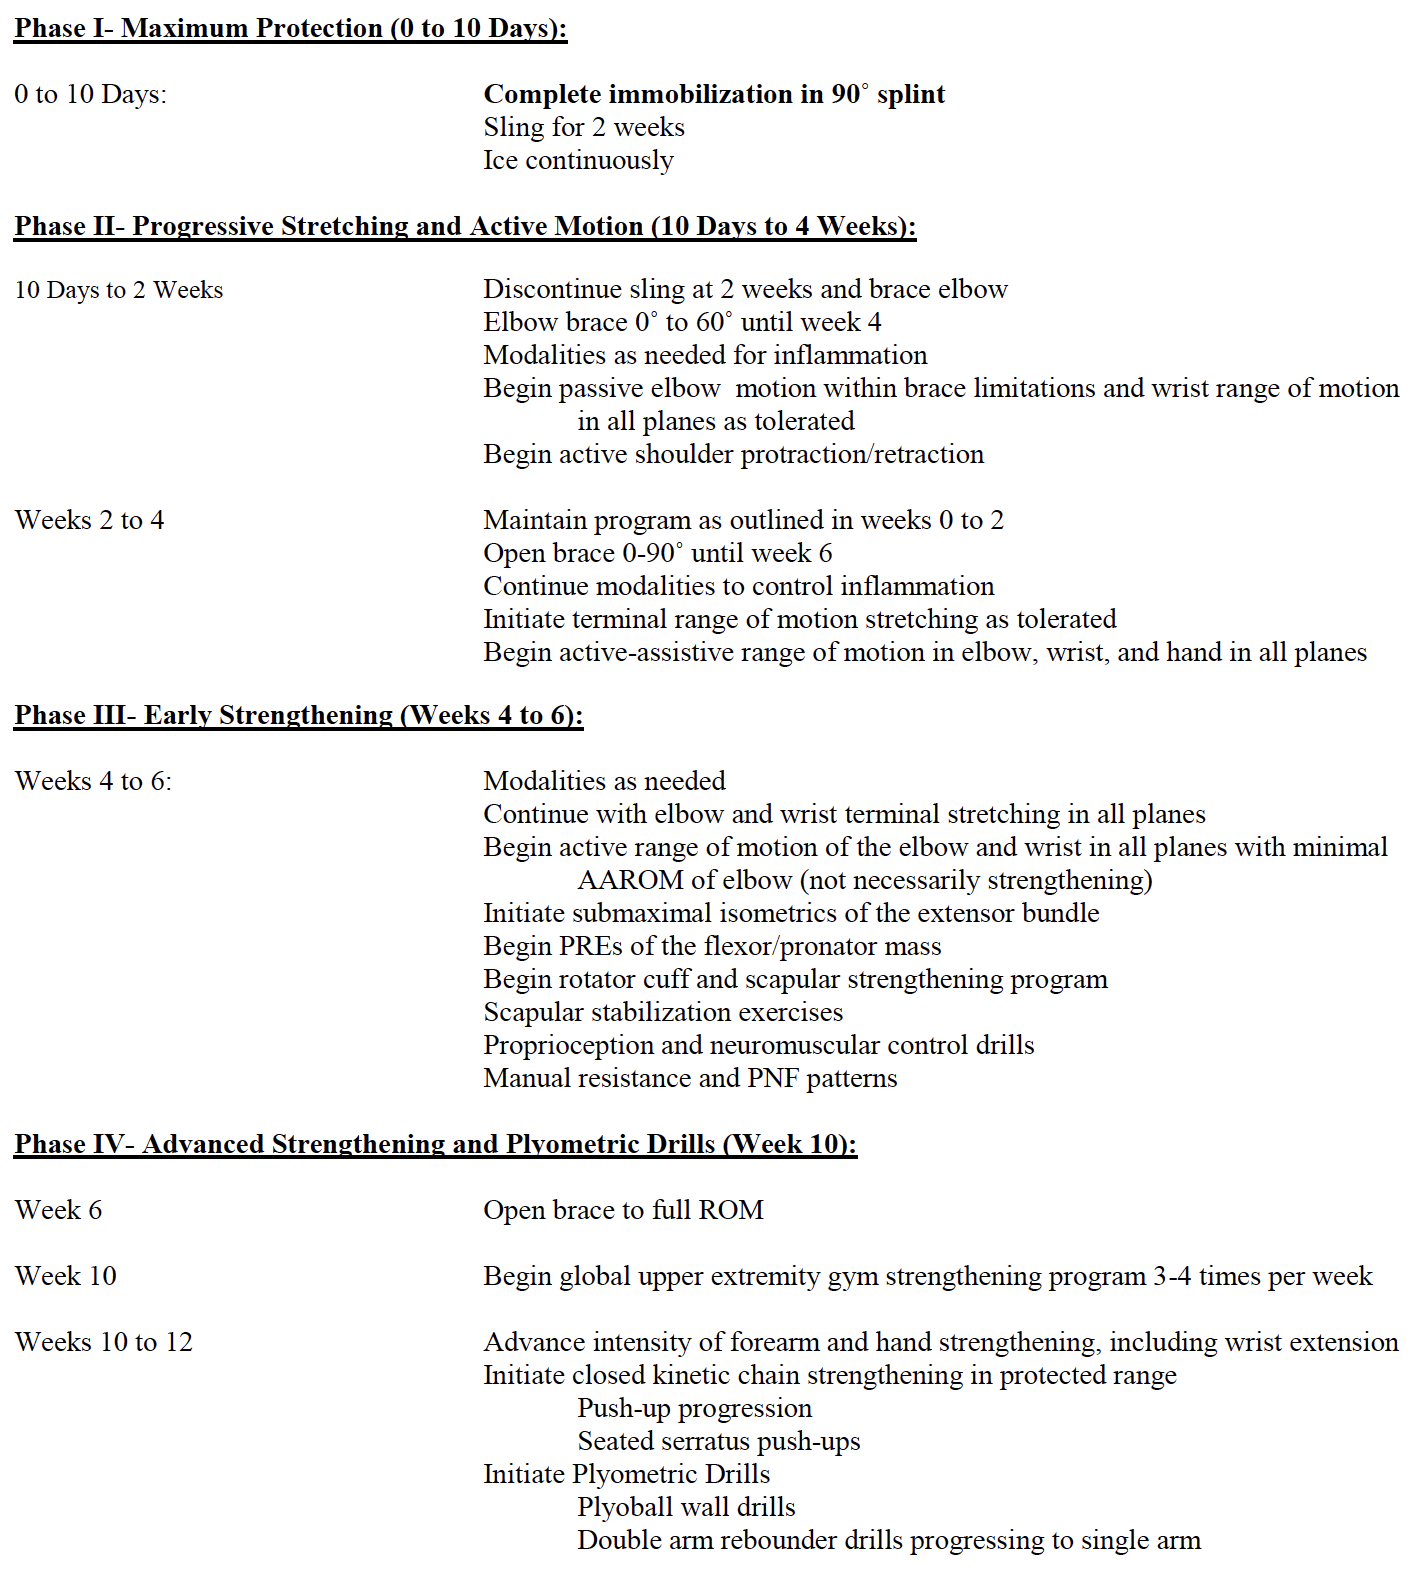 Phase I- Maximum Protection (0 to 10 Days):
0 to 10 Days: Complete immobilization in 90˚ splint
Sling for 2 weeks
Ice continuously
Phase II- Progressive Stretching and Active Motion (10 Days to 4 Weeks):
10 Days to 2 Weeks Discontinue sling at 2 weeks and brace elbow
Elbow brace 0˚ to 60˚ until week 4
Modalities as needed for inflammation
Begin passive elbow  motion within brace limitations and wrist range of motion
in all planes as tolerated
Begin active shoulder protraction/retraction
Weeks 2 to 4 Maintain program as outlined in weeks 0 to 2
Open brace 0-90˚ until week 6
Continue modalities to control inflammation
Initiate terminal range of motion stretching as tolerated
Begin active-assistive range of motion in elbow, wrist, and hand in all planes
Phase III- Early Strengthening (Weeks 4 to 6):
Weeks 4 to 6: Modalities as needed
Continue with elbow and wrist terminal stretching in all planes
Begin active range of motion of the elbow and wrist in all planes with minimal
AAROM of elbow (not necessarily strengthening)
Initiate submaximal isometrics of the extensor bundle
Begin PREs of the flexor/pronator mass
Begin rotator cuff and scapular strengthening program
Scapular stabilization exercises
Proprioception and neuromuscular control drills
Manual resistance and PNF patterns
Phase IV- Advanced Strengthening and Plyometric Drills (Week 10):
Week 6 Open brace to full ROM
Week 10 Begin global upper extremity gym strengthening program 3-4 times per week
Weeks 10 to 12 Advance intensity of forearm and hand strengthening, including wrist extension
Initiate closed kinetic chain strengthening in protected range
Push-up progression
Seated serratus push-ups
Initiate Plyometric Drills
Plyoball wall drills
Double arm rebounder drills progressing to single arm